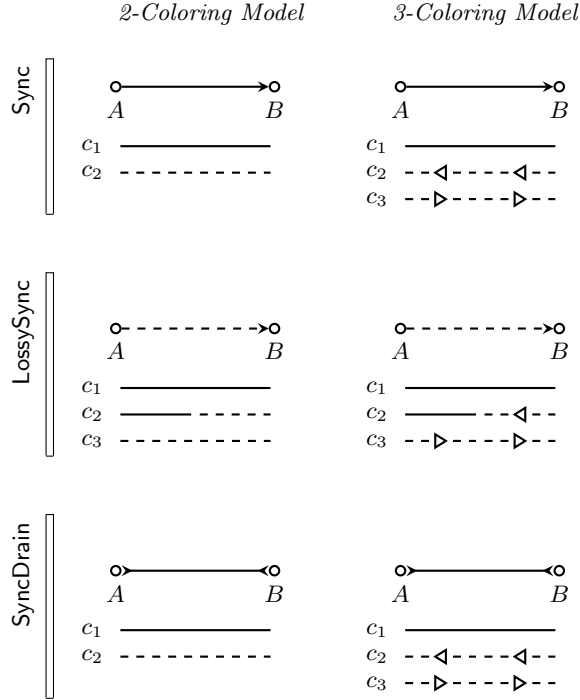 2-Coloring Model 3-Coloring Model
Sync
A B A B
c1 c1
c2 c2
c3
LossySync
A B A B
c1 c1
c2 c2
c3 c3
SyncDrain
A B A B
c1 c1
c2 c2
c3